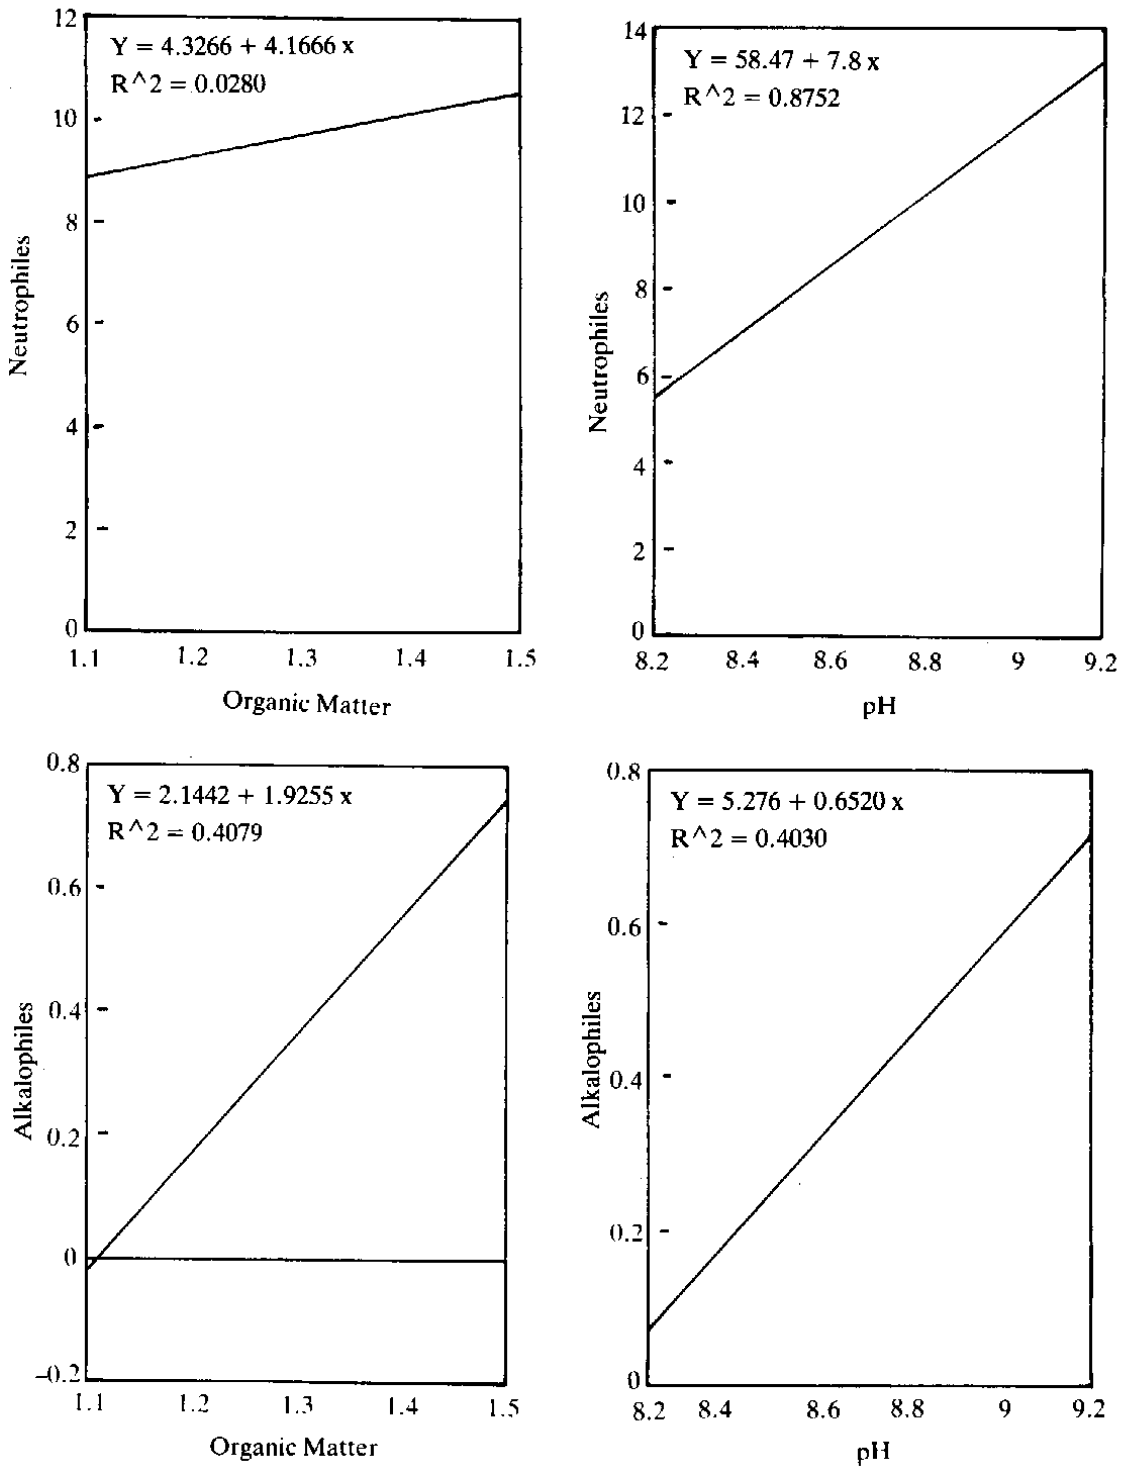 12
Y = 4.3266 + 4.1666 x
R^2 = 0.0280
10
8
6
4
2
0
Neutrophiles
1.1 1.2 1.3 1.4 1.5
Organic Matter
14
Y = 58.47 + 7.8 x
R^2 = 0.8752
12
10
8
6
4
2
0
Neutrophiles
8.2 8.4 8.6 8.8 9 9.2
pH
0.8
Y = 2.1442 + 1.9255 x
R^2 = 0.4079
0.6
0.4
0.2
0
-0.2
Alkalophiles
1.1 1.2 1.3 1.4 1.5
Organic Matter
0.8
Y = 5.276 + 0.6520 x
R^2 = 0.4030
0.6
0.4
0.2
0
Alkalophiles
8.2 8.4 8.6 8.8 9 9.2
pH